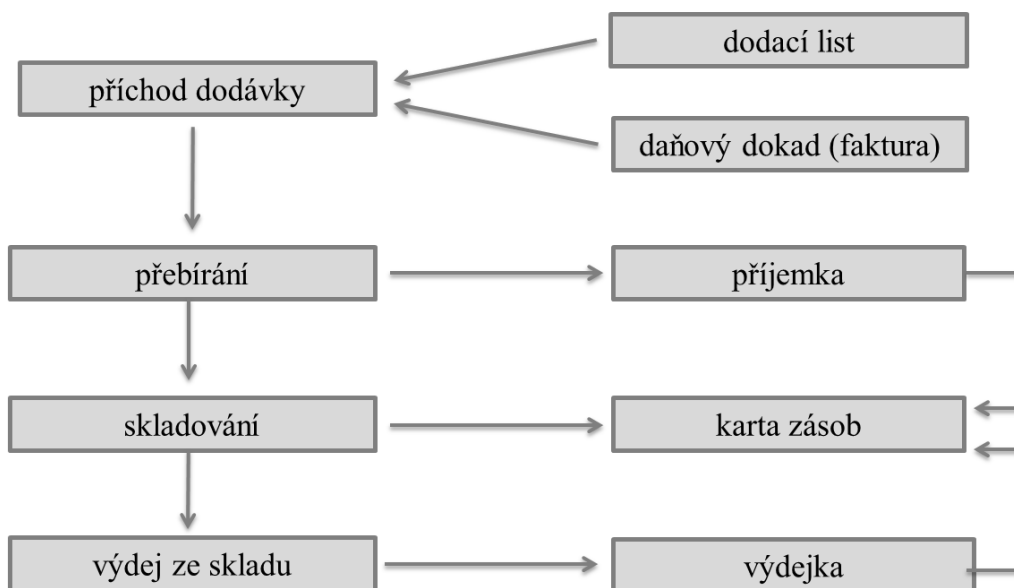 dodací list
příchod dodávky
daňový dokad (faktura)
přebírání
příjemka
skladování
karta zásob
výdej ze skladu
výdejka